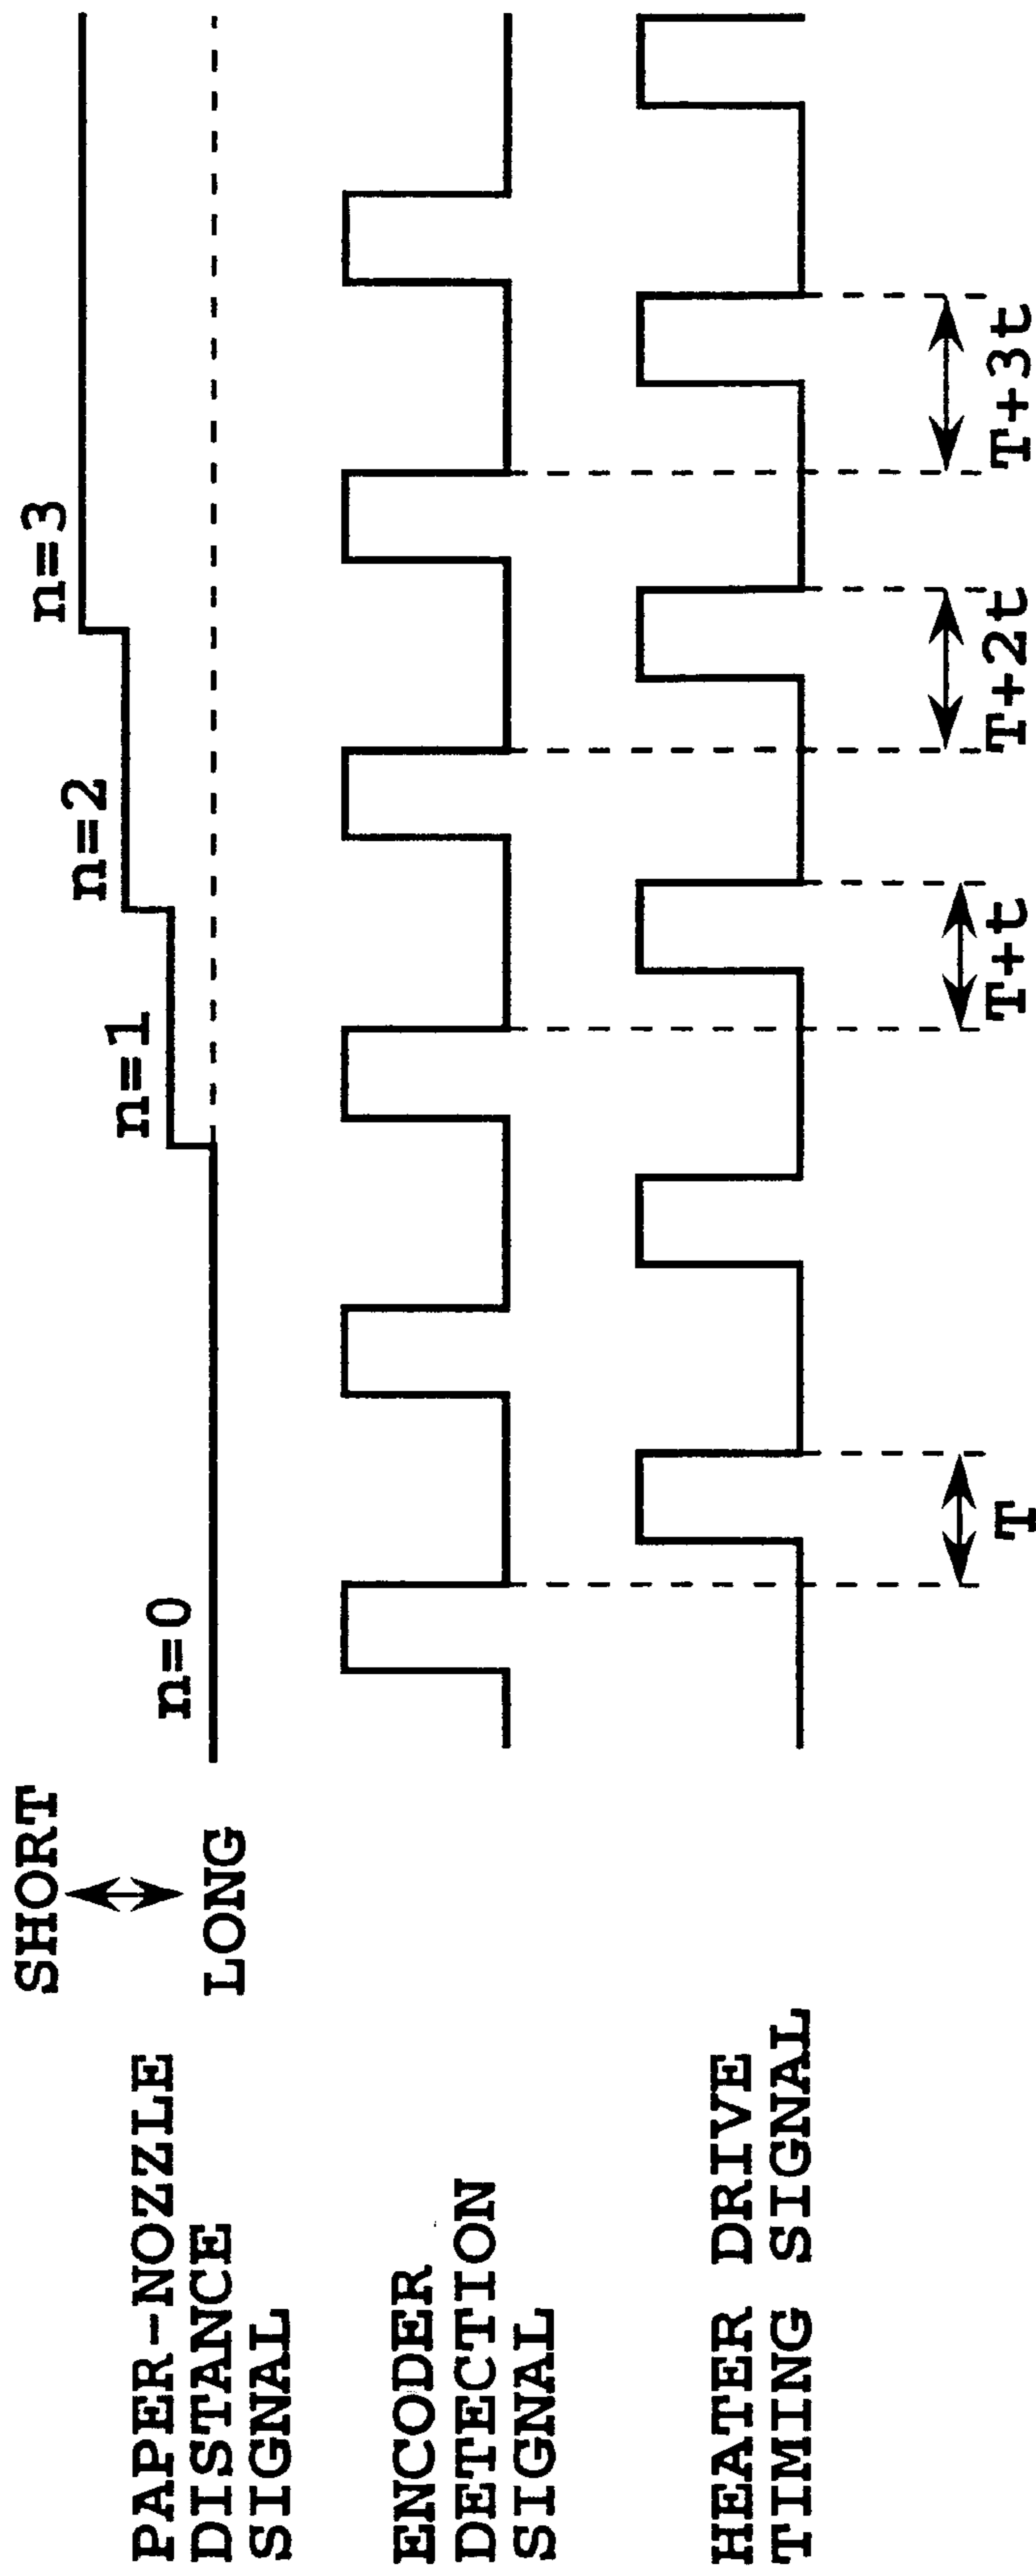 SHORT
LONG
PAPER-NOZZLE
DISTANCE
SIGNAL
n=0
n=1
n=2
n=3
ENCODER
DETECTION
SIGNAL
HEATER DRIVE
TIMING SIGNAL
T
T+t
T+2t
T+3t